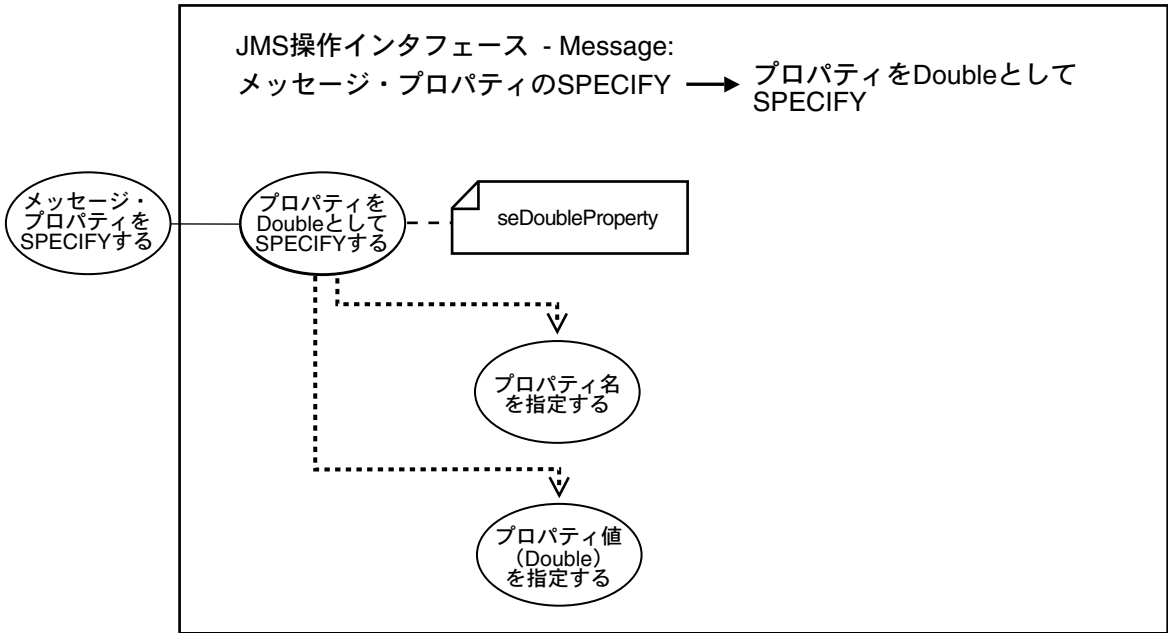 JMS操作インタフェース - Message:
メッセージ・プロパティのSPECIFY
プロパティをDoubleとして
SPECIFY
メッセージ・
プロパティを
SPECIFYする
プロパティを
Doubleとして
SPECIFYする
seDoubleProperty
プロパティ名
を指定する
プロパティ値
（Double）
を指定する